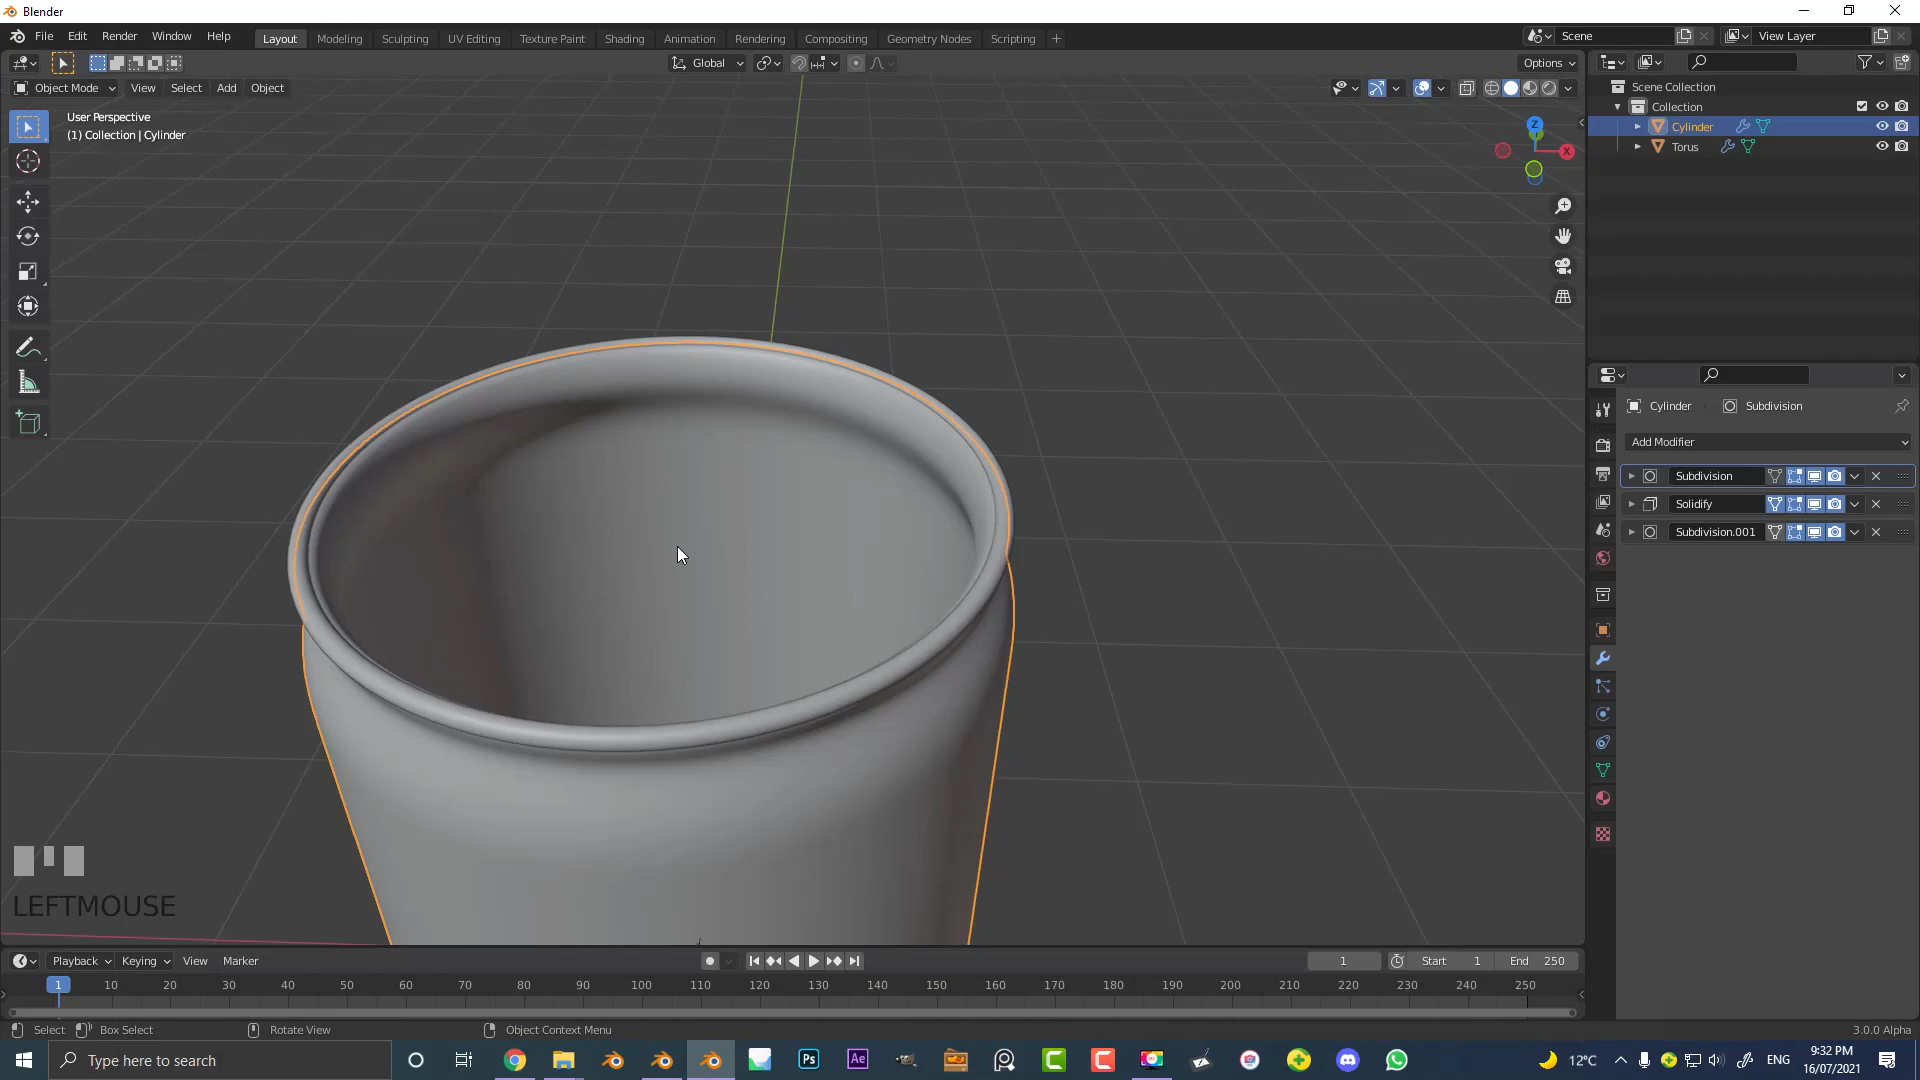 Blender
File Edit Render Window Help
Layout Modeling Sculpting UV Editing Texture Paint Shading Animation Rendering Compositing Geometry Nodes Scripting +
Scene View Layer
Global Options
Object Mode View Select Add Object
User Perspective
(1) Collection | Cylinder
Z
X
Scene Collection
Collection
Cylinder
Torus
Cylinder Subdivision
Add Modifier
Subdivision
Solidify
Subdivision.001
LEFTMOUSE
Playback Keying View Marker
1 Start 1 End 250
1 10 20 30 40 50 60 70 80 90 100 110 120 130 140 150 160 170 180 190 200 210 220 230 240 250
Select Box Select Rotate View Object Context Menu 3.0.0 Alpha
Type here to search
Ps Ae
12°C ENG
9:32 PM
16/07/2021